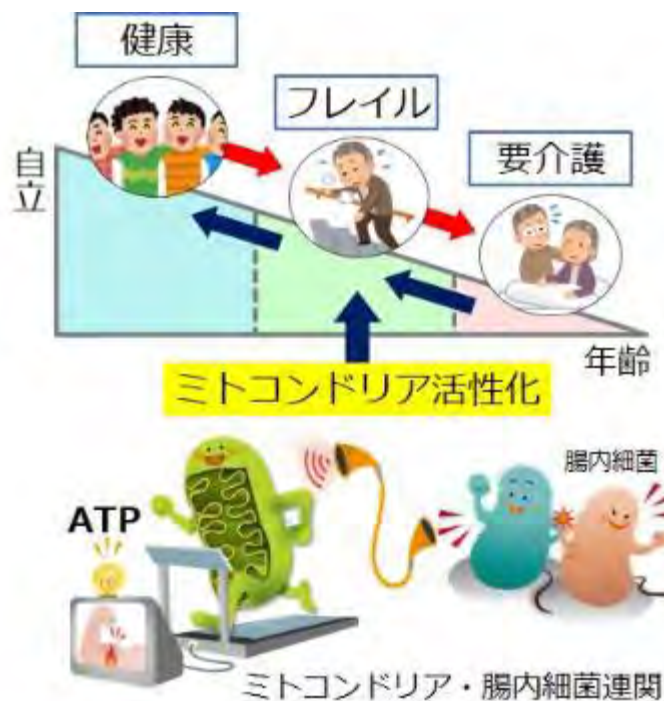 健康
フレイル
要介護
自立
年齢
ミトコンドリア活性化
腸内細菌
ATP
ミトコンドリア・腸内細菌連関